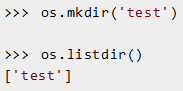 >>> os.mkdir('test')
>>> os.listdir()
['test']